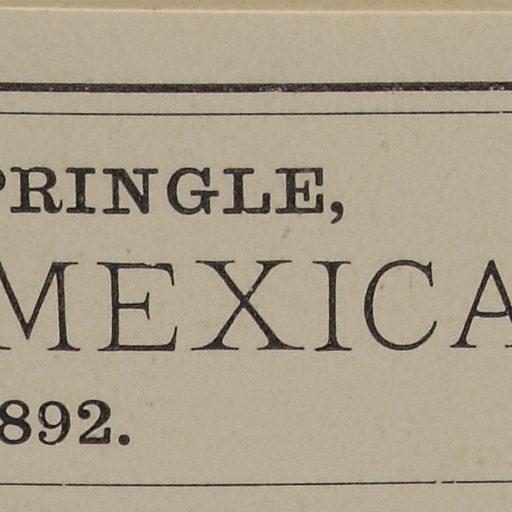 PRINGLE,
MEXICA
892.